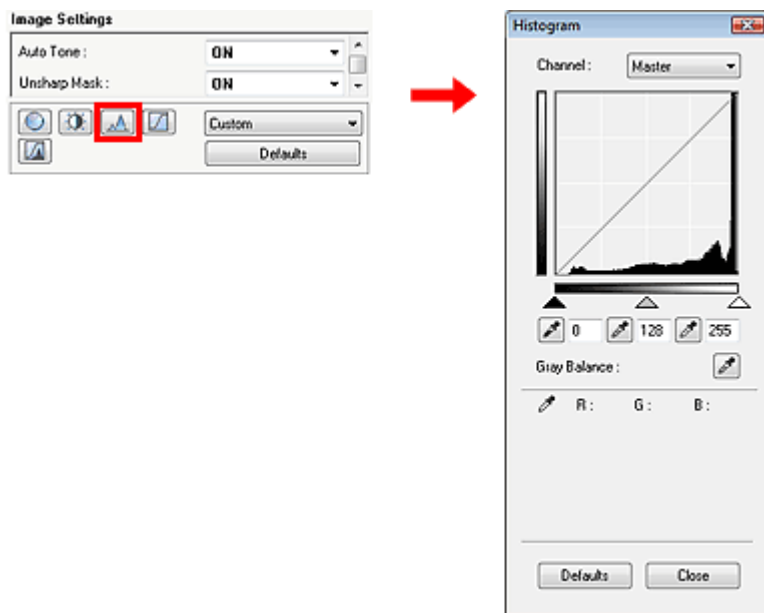 Image Settings
Auto Tone : ON
Unsharp Mask : ON
Custom
Defaults
Histogram
Channel : Master
0 128 255
Gray Balance :
R : G : B :
Defaults Close